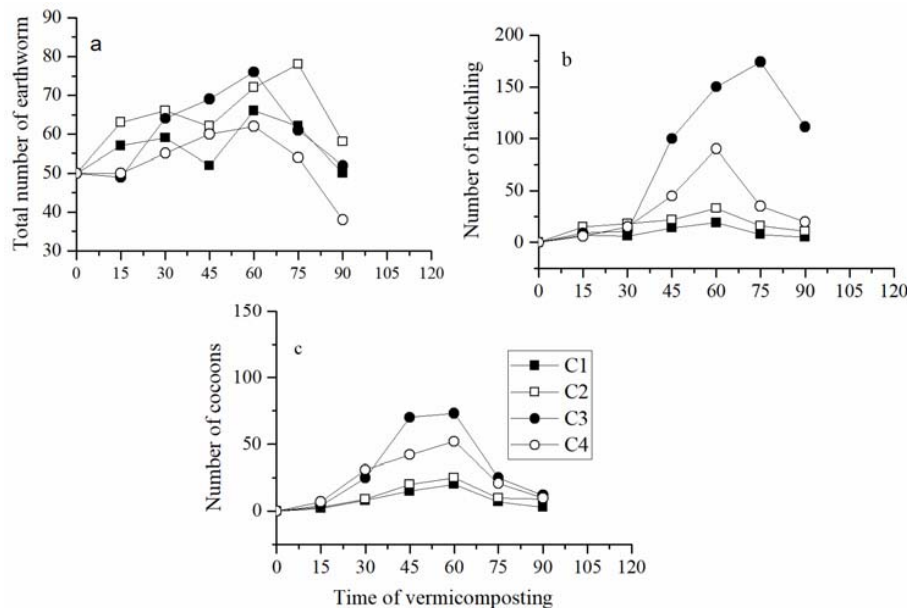 a
Total number of earthworm
90
80
70
60
50
40
30
0 15 30 45 60 75 90 105 120
b
Number of hatchling
200
150
100
50
0
0 15 30 45 60 75 90 105 120
c
Number of cocoons
150
100
50
0
0 15 30 45 60 75 90 105 120
Time of vermicomposting
C1
C2
C3
C4